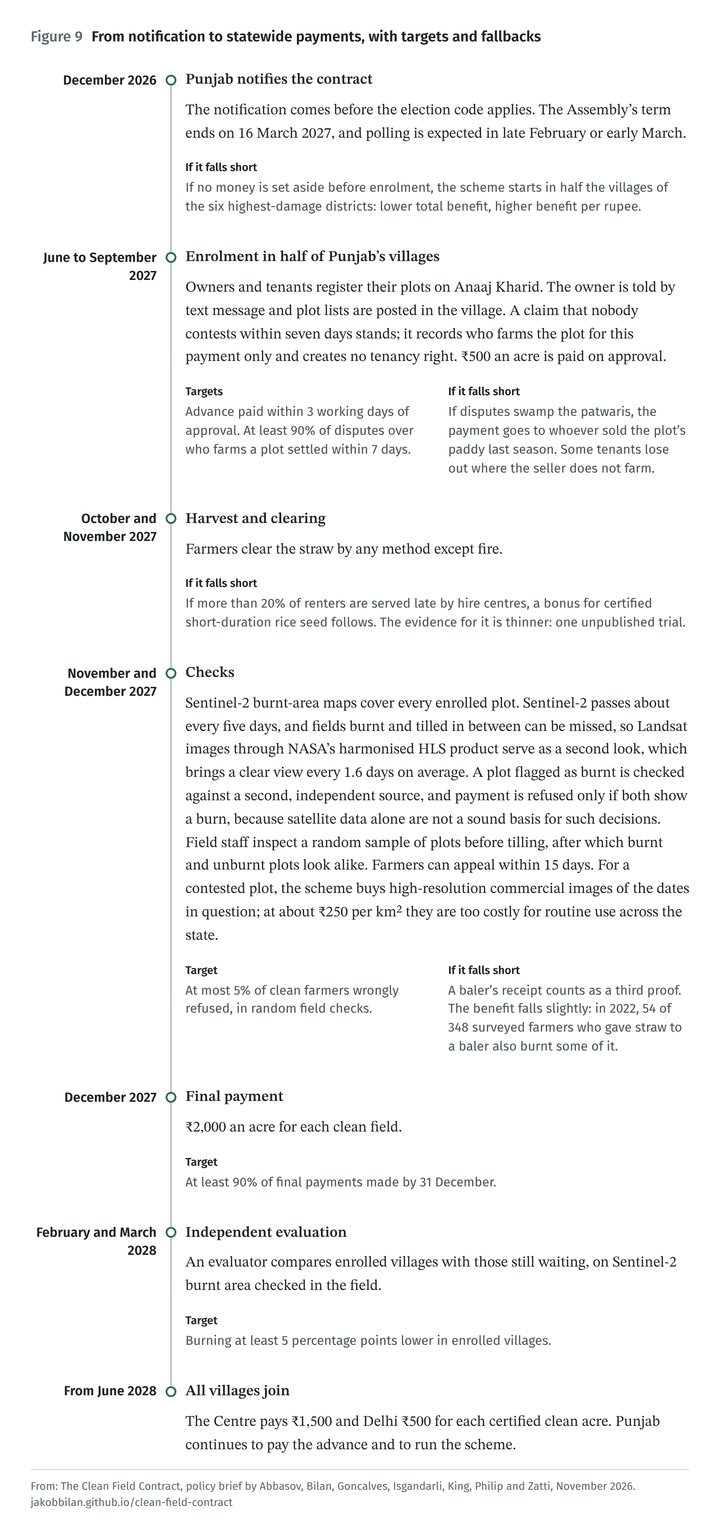 Figure 9 From notification to statewide payments, with targets and fallbacks
December 2026
Punjab notifies the contract
The notification comes before the election code applies. The Assembly's term
ends on 16 March 2027, and polling is expected in late February or early March.
If it falls short
If no money is set aside before enrolment, the scheme starts in half the villages of
the six highest-damage districts: lower total benefit, higher benefit per rupee.
June to September
2027
Enrolment in half of Punjab's villages
Owners and tenants register their plots on Anaaj Kharid. The owner is told by
text message and plot lists are posted in the village. A claim that nobody
contests within seven days stands; it records who farms the plot for this
payment only and creates no tenancy right. ₹500 an acre is paid on approval.
Targets
Advance paid within 3 working days of
approval. At least 90% of disputes over
who farms a plot settled within 7 days.
If it falls short
If disputes swamp the patwaris, the
payment goes to whoever sold the plot's
paddy last season. Some tenants lose
out where the seller does not farm.
October and
November 2027
Harvest and clearing
Farmers clear the straw by any method except fire.
If it falls short
If more than 20% of renters are served late by hire centres, a bonus for certified
short-duration rice seed follows. The evidence for it is thinner: one unpublished trial.
November and
December 2027
Checks
Sentinel-2 burnt-area maps cover every enrolled plot. Sentinel-2 passes about
every five days, and fields burnt and tilled in between can be missed, so Landsat
images through NASA's harmonised HLS product serve as a second look, which
brings a clear view every 1.6 days on average. A plot flagged as burnt is checked
against a second, independent source, and payment is refused only if both show
a burn, because satellite data alone are not a sound basis for such decisions.
Field staff inspect a random sample of plots before tilling, after which burnt
and unburnt plots look alike. Farmers can appeal within 15 days. For a
contested plot, the scheme buys high-resolution commercial images of the dates
in question; at about ₹250 per km² they are too costly for routine use across the
state.
Target
At most 5% of clean farmers wrongly
refused, in random field checks.
If it falls short
A baler's receipt counts as a third proof.
The benefit falls slightly: in 2022, 54 of
348 surveyed farmers who gave straw to
a baler also burnt some of it.
December 2027
Final payment
₹2,000 an acre for each clean field.
Target
At least 90% of final payments made by 31 December.
February and March
2028
Independent evaluation
An evaluator compares enrolled villages with those still waiting, on Sentinel-2
burnt area checked in the field.
Target
Burning at least 5 percentage points lower in enrolled villages.
From June 2028
All villages join
The Centre pays ₹1,500 and Delhi ₹500 for each certified clean acre. Punjab
continues to pay the advance and to run the scheme.
From: The Clean Field Contract, policy brief by Abbasov, Bilan, Goncalves, Isgandarli, King, Philip and Zatti, November 2026.
jakobbilan.github.io/clean-field-contract